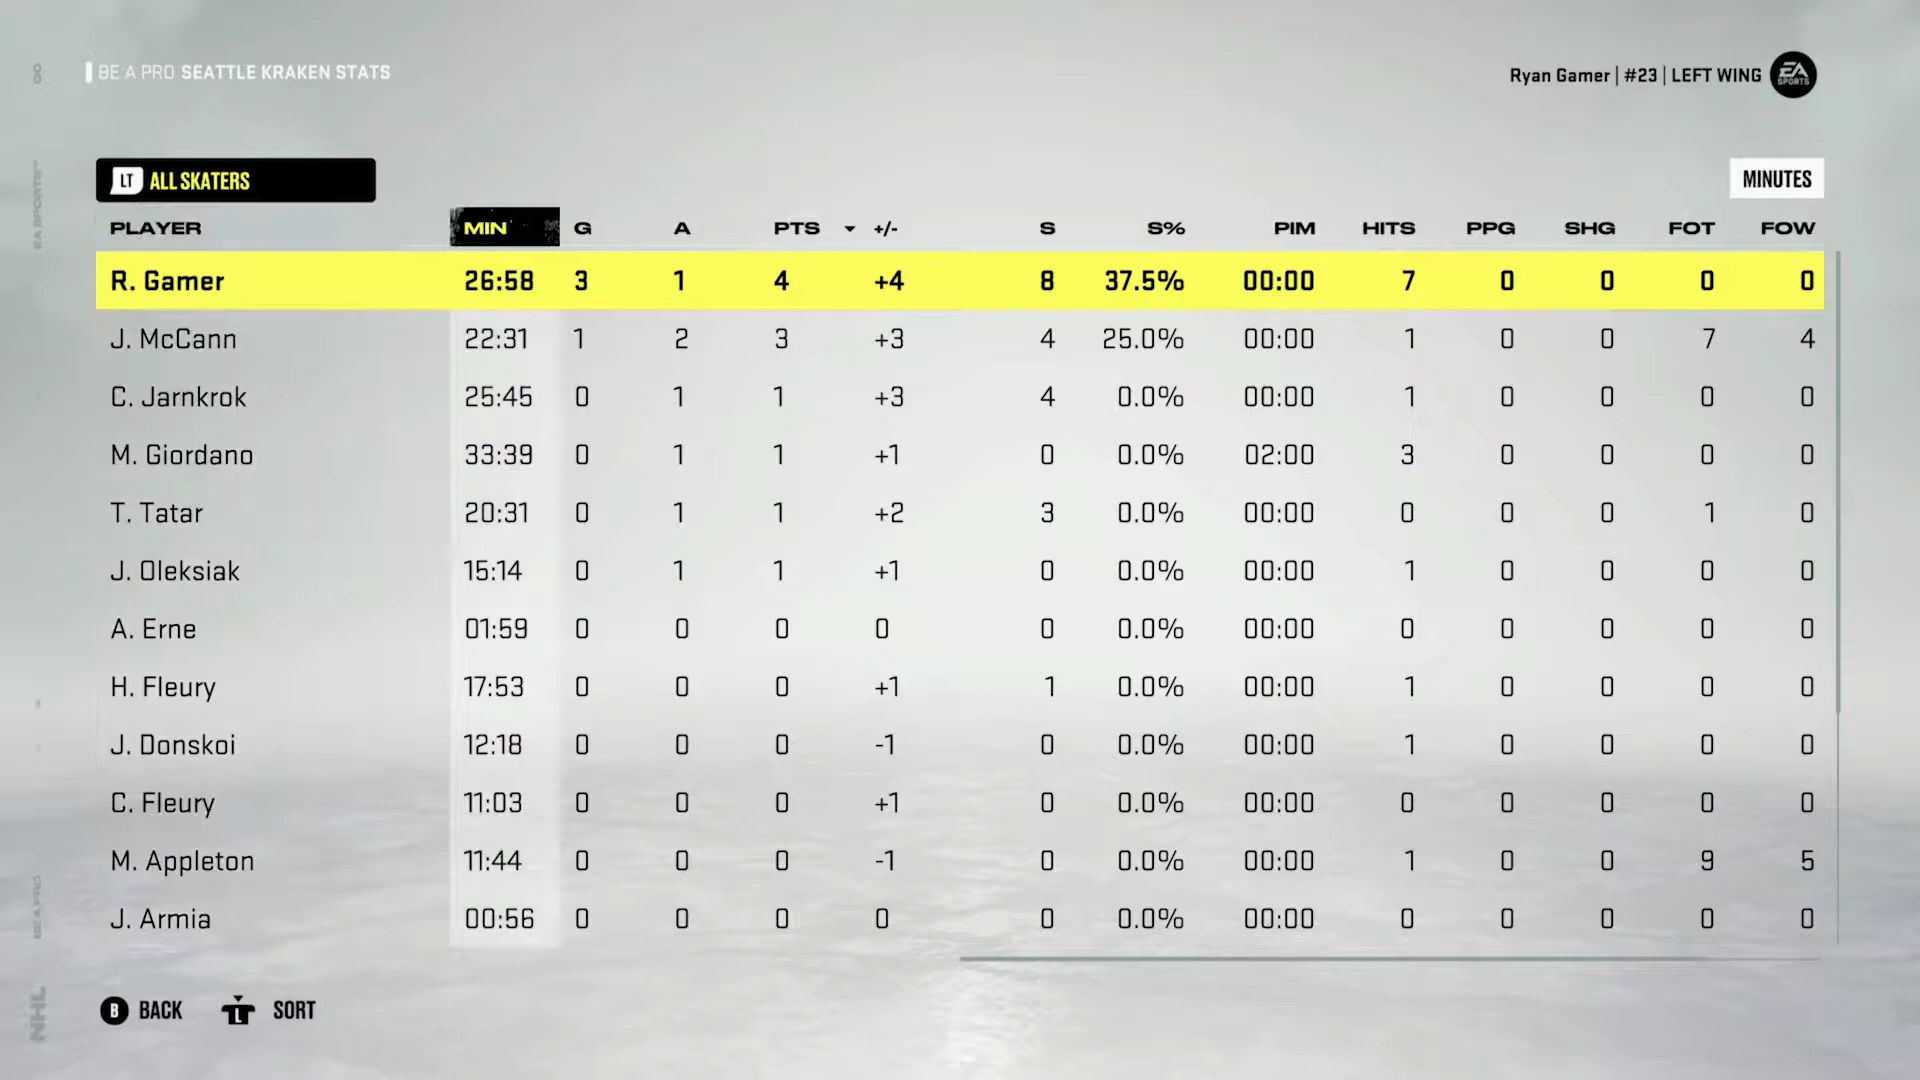 BE A PRO SEATTLE KRAKEN STATS
Ryan Gamer | #23 | LEFT WING EA SPORTS
LT ALL SKATERS
MINUTES
PLAYER MIN G A PTS +/- S S% PIM HITS PPG SHG FOT FOW
R. Gamer 26:58 3 1 4 +4 8 37.5% 00:00 7 0 0 0 0
J. McCann 22:31 1 2 3 +3 4 25.0% 00:00 1 0 0 7 4
C. Jarnkrok 25:45 0 1 1 +3 4 0.0% 00:00 1 0 0 0 0
M. Giordano 33:39 0 1 1 +1 0 0.0% 02:00 3 0 0 0 0
T. Tatar 20:31 0 1 1 +2 3 0.0% 00:00 0 0 0 1 0
J. Oleksiak 15:14 0 1 1 +1 0 0.0% 00:00 1 0 0 0 0
A. Erne 01:59 0 0 0 0 0 0.0% 00:00 0 0 0 0 0
H. Fleury 17:53 0 0 0 +1 1 0.0% 00:00 1 0 0 0 0
J. Donskoi 12:18 0 0 0 -1 0 0.0% 00:00 1 0 0 0 0
C. Fleury 11:03 0 0 0 +1 0 0.0% 00:00 0 0 0 0 0
M. Appleton 11:44 0 0 0 -1 0 0.0% 00:00 1 0 0 9 5
J. Armia 00:56 0 0 0 0 0 0.0% 00:00 0 0 0 0 0
B BACK L SORT
EA SPORTS
BE A PRO
NHL